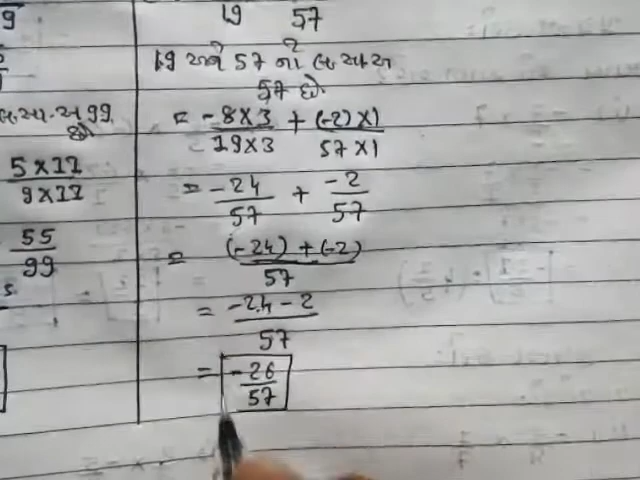 9
5×11/9×11
55/99
19 57
19 અને 57 નો લ.સા.અ
57 છે.
= -8×3/19×3 + (-2)×1/57×1
= -24/57 + -2/57
= (-24)+(-2)/57
= -24-2/57
= -26/57